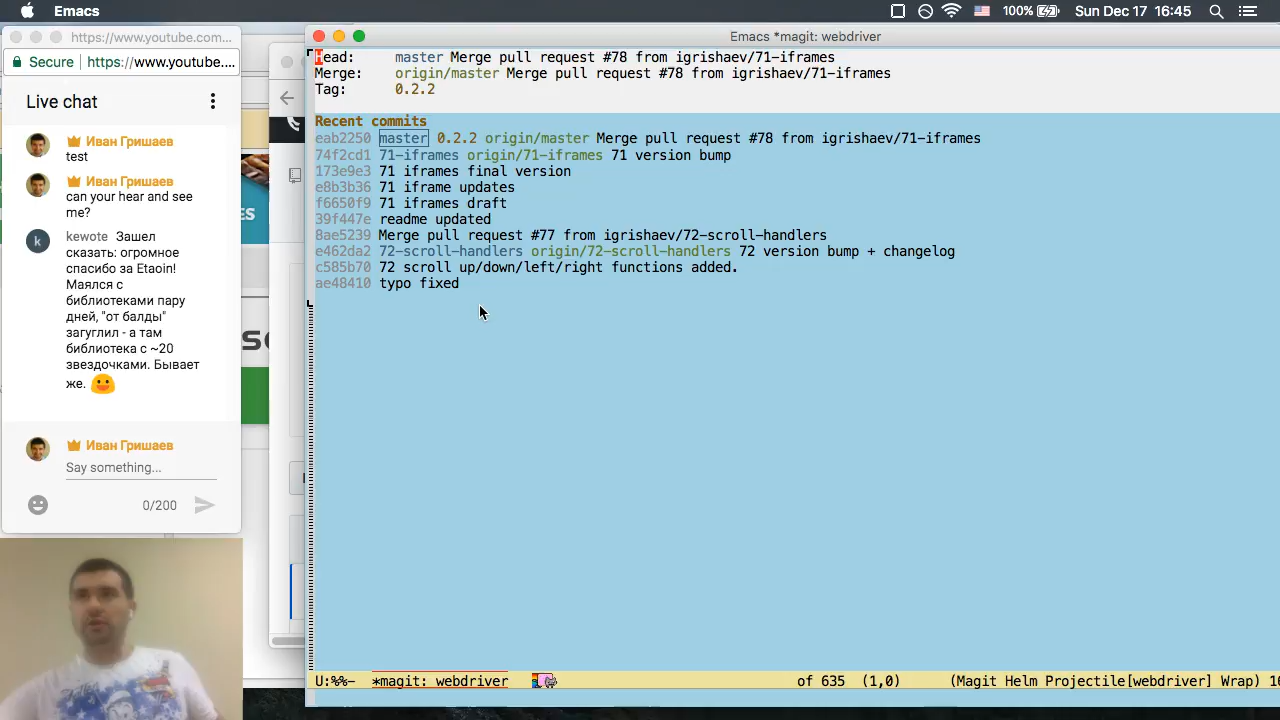 Emacs
100%
Sun Dec 17 16:45
https://www.youtube.com...
Secure
https://www.youtube....
Live chat
Иван Гришаев
test
Иван Гришаев
can your hear and see
me?
k
kewote Зашел
сказать: огромное
спасибо за Etaoin!
Маялся с
библиотеками пару
дней, "от балды"
загуглил - а там
библиотека с ~20
звездочками. Бывает
же.
Иван Гришаев
Say something...
0/200
Emacs *magit: webdriver
Head: master Merge pull request #78 from igrishaev/71-iframes
Merge: origin/master Merge pull request #78 from igrishaev/71-iframes
Tag: 0.2.2
Recent commits
eab2250 master 0.2.2 origin/master Merge pull request #78 from igrishaev/71-iframes
74f2cd1 71-iframes origin/71-iframes 71 version bump
173e9e3 71 iframes final version
e8b3b36 71 iframe updates
f6650f9 71 iframes draft
39f447e readme updated
8ae5239 Merge pull request #77 from igrishaev/72-scroll-handlers
e462da2 72-scroll-handlers origin/72-scroll-handlers 72 version bump + changelog
c585b70 72 scroll up/down/left/right functions added.
ae48410 typo fixed
U:%%- *magit: webdriver of 635 (1,0) (Magit Helm Projectile[webdriver] Wrap) 16